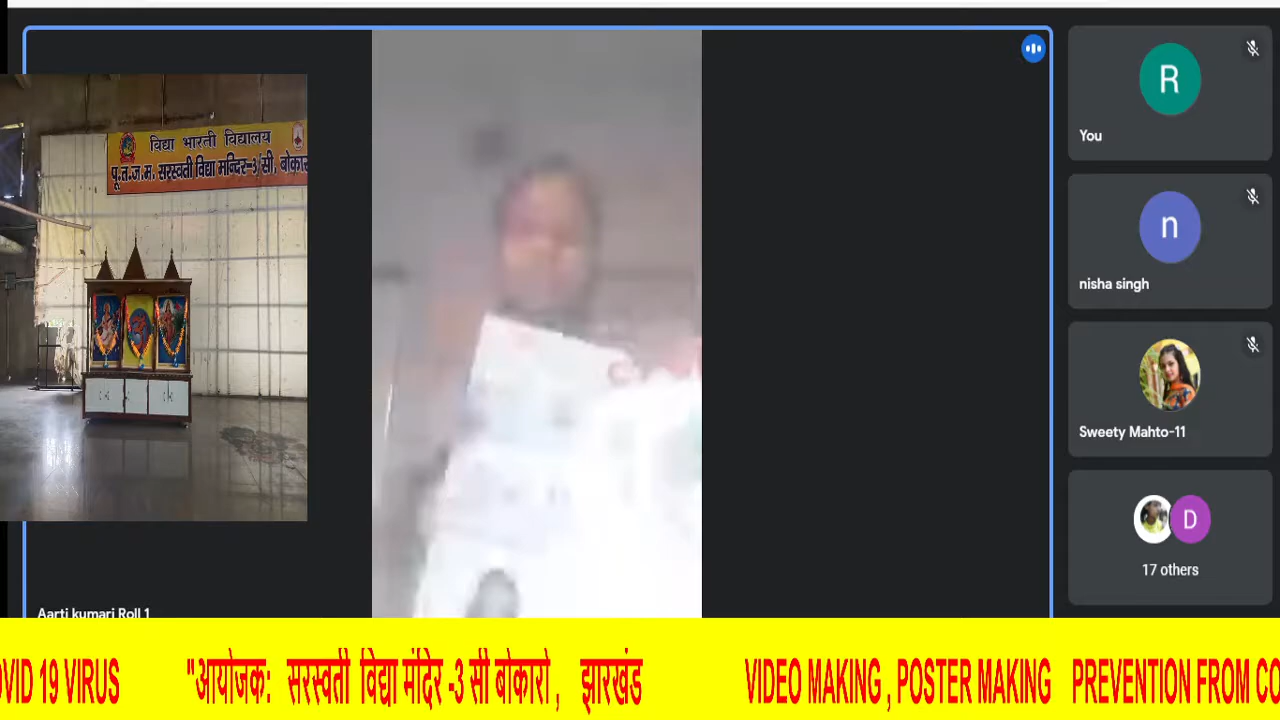 विद्या भारती विद्यालय
पू.त.ज.म. सरस्वती विद्या मन्दिर-3/सी, बोकार
R
You
n
nisha singh
Sweety Mahto-11
D
17 others
Aarti kumari Roll 1
OVID 19 VIRUS "आयोजक: सरस्वती विद्या मंदिर -3 सी बोकारो , झारखंड VIDEO MAKING , POSTER MAKING PREVENTION FROM CO